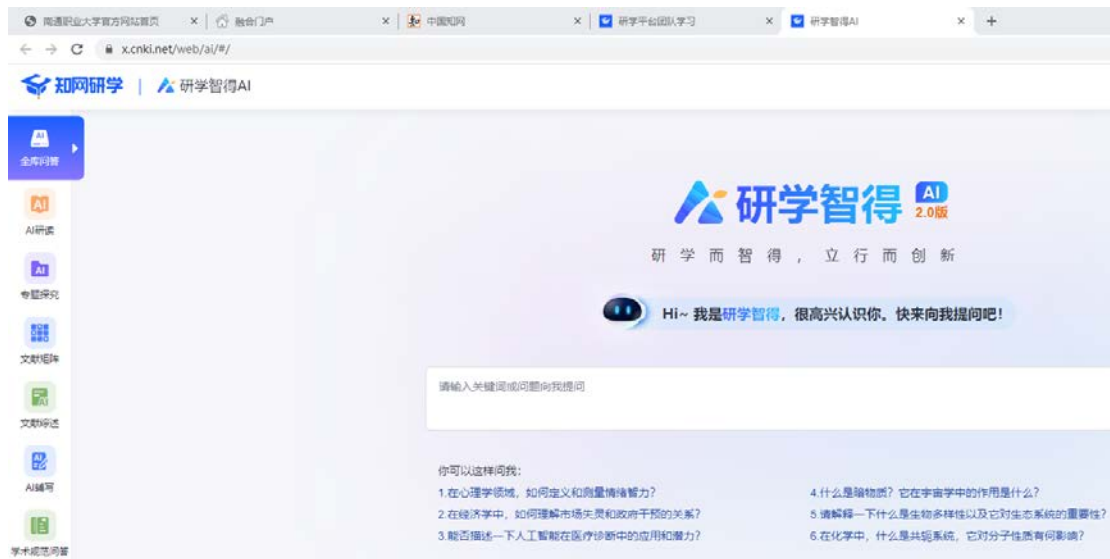 南通职业大学官方网站首页
融合门户
中国知网
研学平台团队学习
研学智得AI
x.cnki.net/web/ai/#/
知网研学 | 研学智得AI
AI
全库问答
AI
AI研读
AI
专题探究
文献矩阵
AI
文献综述
AI辅写
学术规范问答
研学智得 AI
2.0版
研学而智得，立行而创新
Hi~ 我是研学智得，很高兴认识你。快来向我提问吧！
请输入关键词或问题向我提问
你可以这样问我：
1.在心理学领域，如何定义和测量情绪智力？
4.什么是暗物质？它在宇宙学中的作用是什么？
2.在经济学中，如何理解市场失灵和政府干预的关系？
5.请解释一下什么是生物多样性以及它对生态系统的重要性？
3.能否描述一下人工智能在医疗诊断中的应用和潜力？
6.在化学中，什么是共轭系统，它对分子性质有何影响？